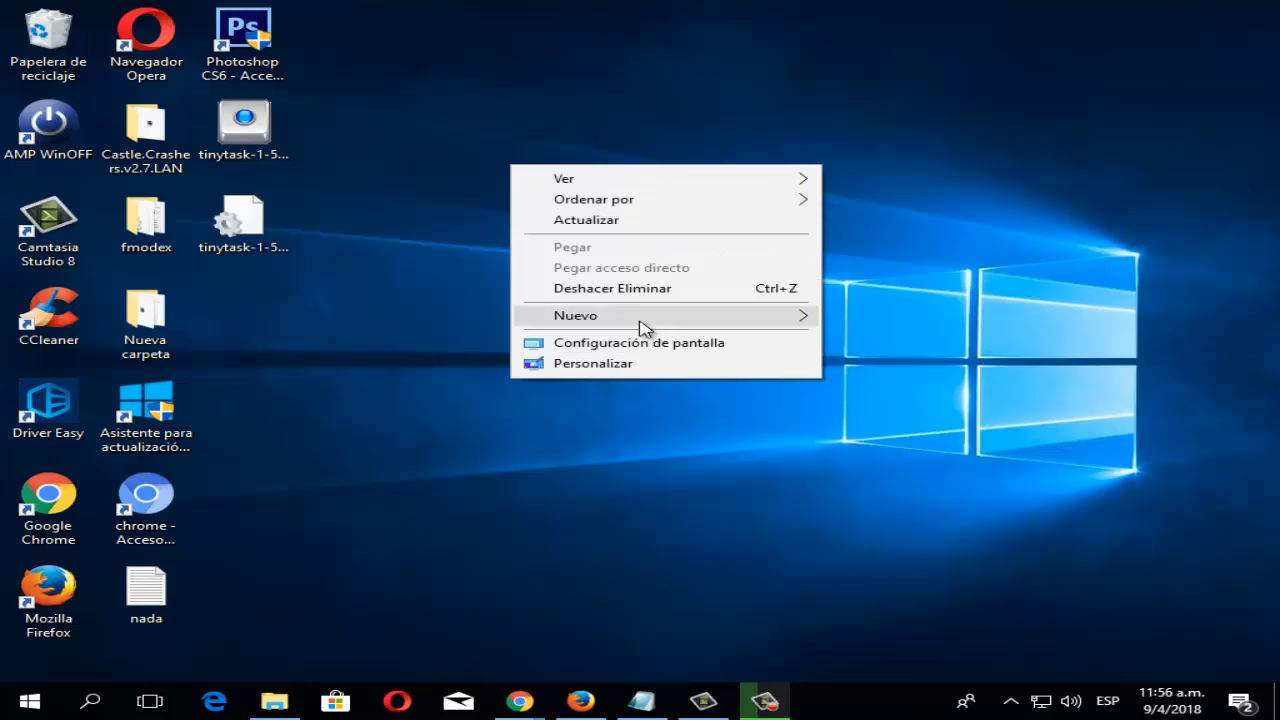 Papelera de
reciclaje
Navegador
Opera
Ps
Photoshop
CS6 - Acce...
AMP WinOFF
Castle.Crashe
rs.v2.7.LAN
tinytask-1-5...
Camtasia
Studio 8
fmodex
tinytask-1-5...
CCleaner
Nueva
carpeta
Driver Easy
Asistente para
actualizació...
Google
Chrome
chrome -
Acceso...
Mozilla
Firefox
nada
Ver
Ordenar por
Actualizar
Pegar
Pegar acceso directo
Deshacer Eliminar Ctrl+Z
Nuevo
Configuración de pantalla
Personalizar
ESP
11:56 a.m.
9/4/2018
2